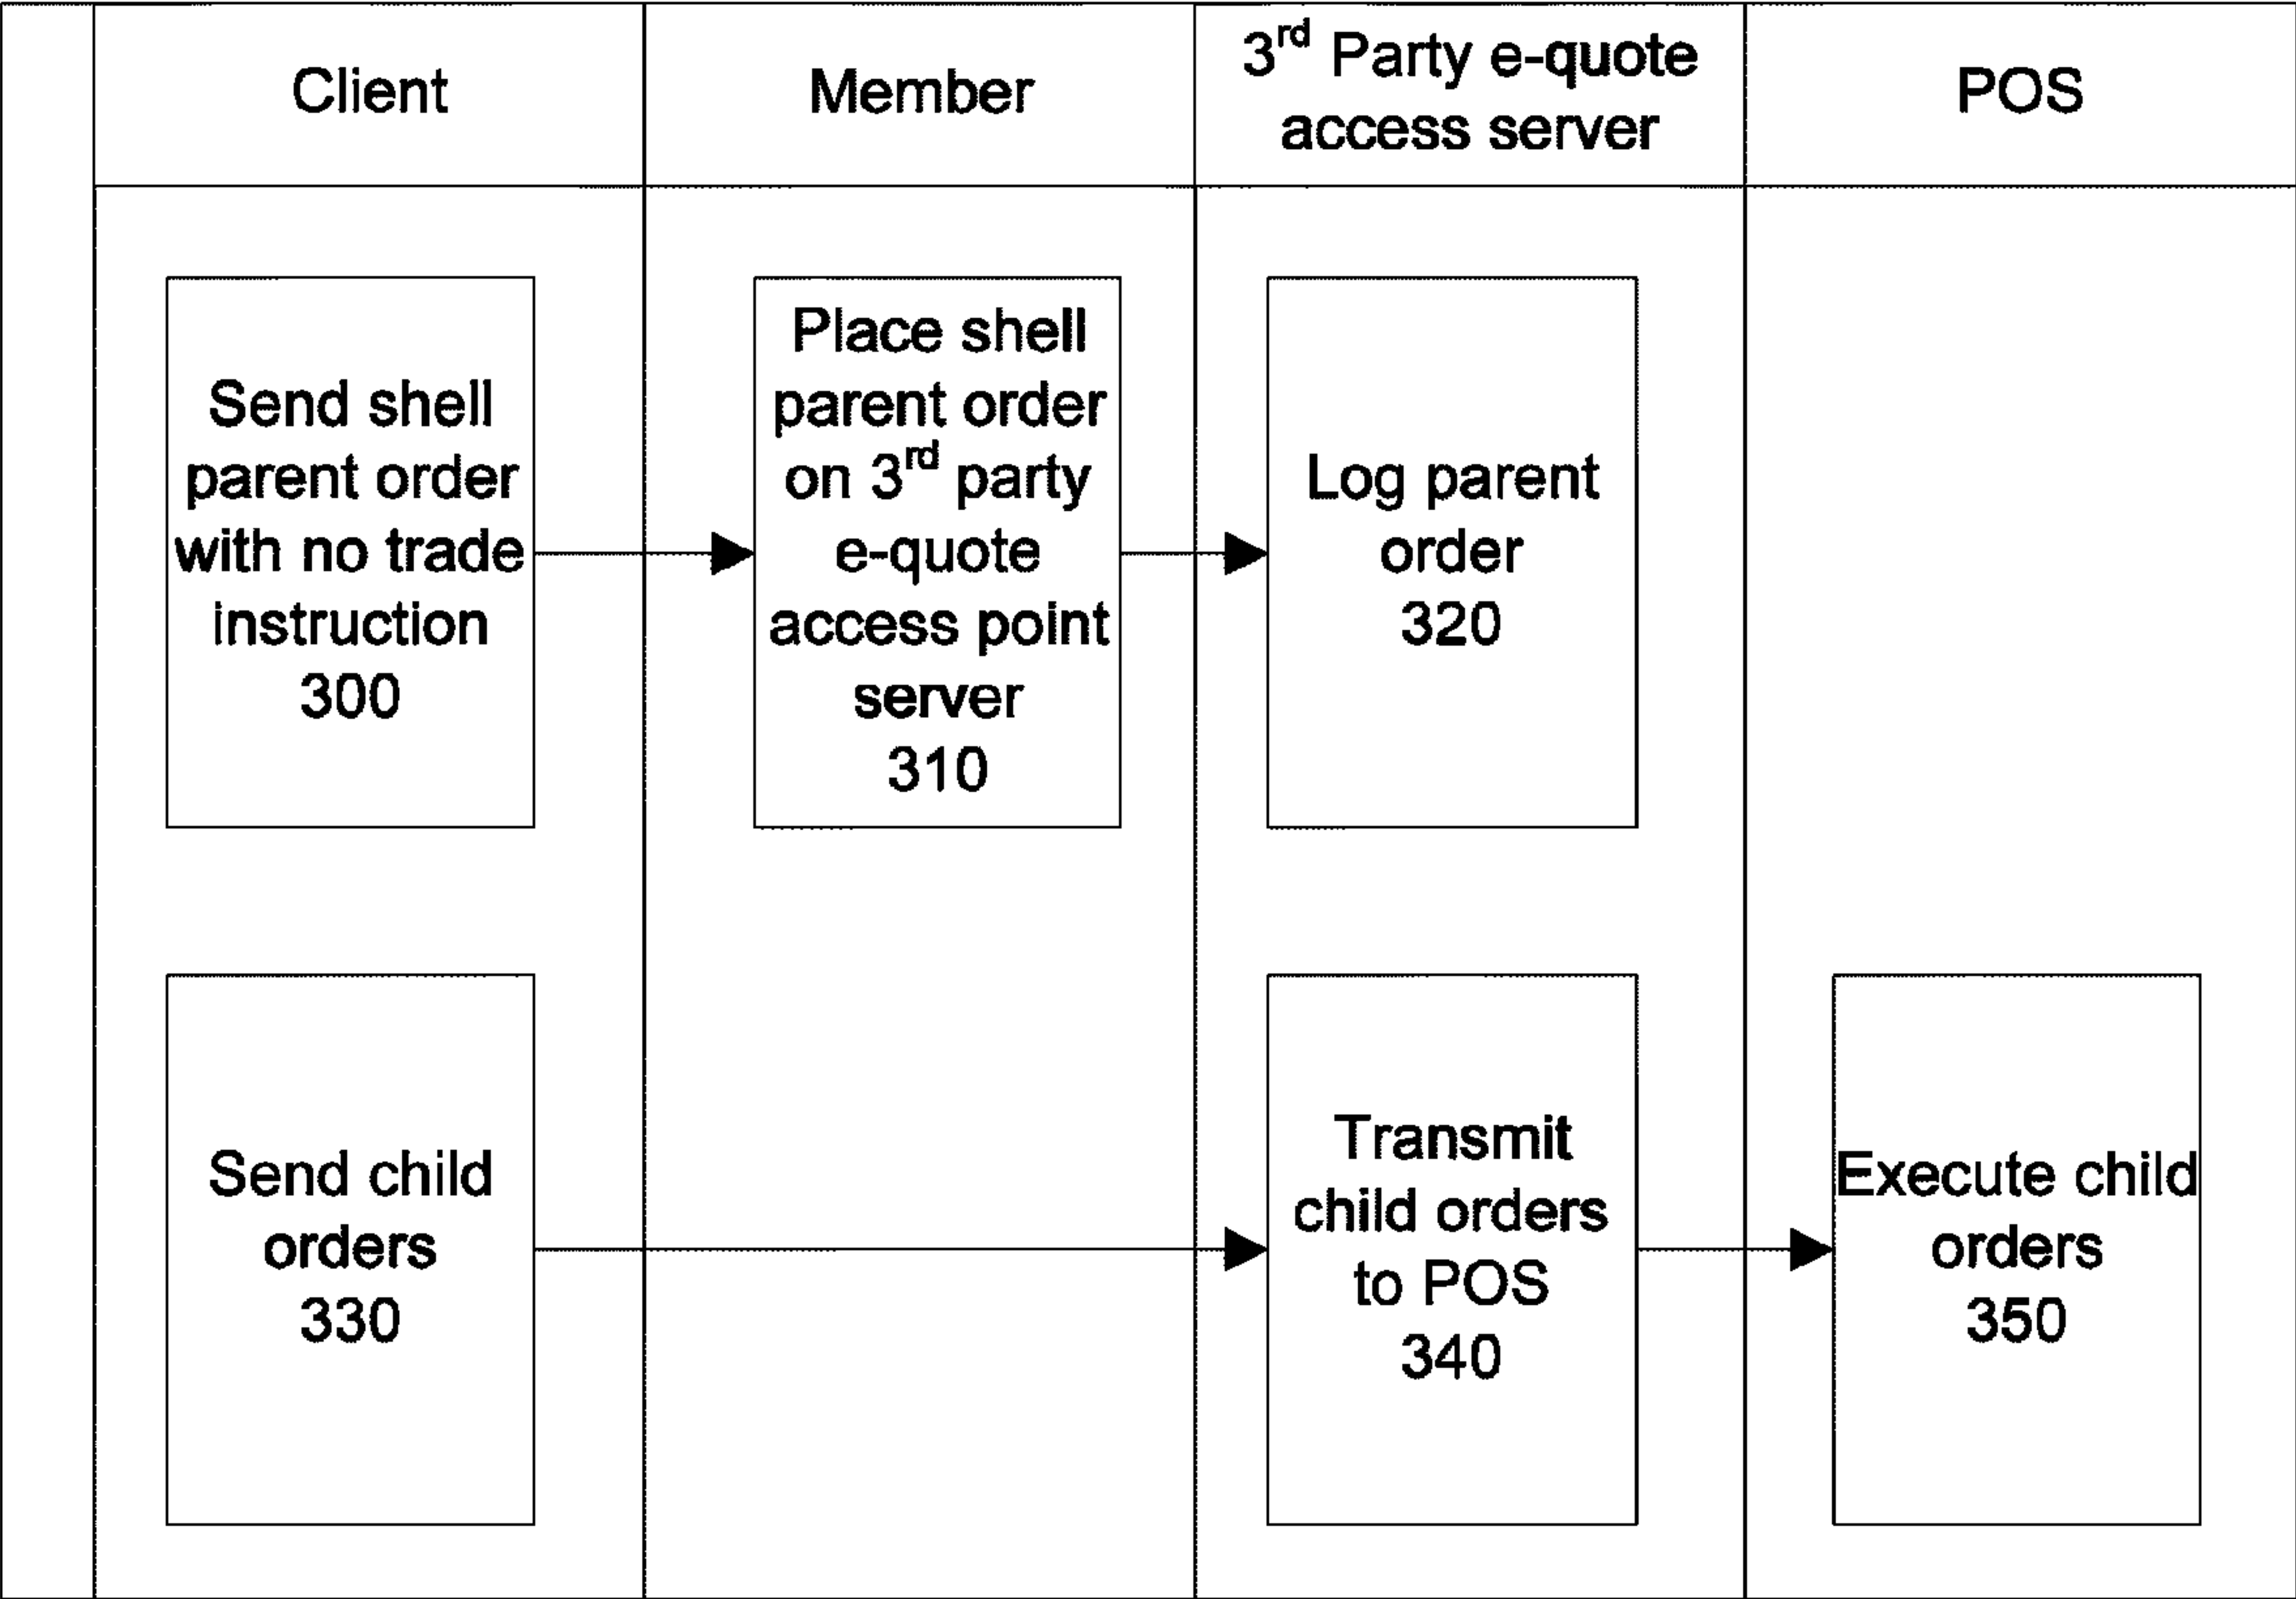 Client
Member
3rd Party e-quote
access server
POS
Send shell
parent order
with no trade
instruction
300
Place shell
parent order
on 3rd party
e-quote
access point
server
310
Log parent
order
320
Send child
orders
330
Transmit
child orders
to POS
340
Execute child
orders
350